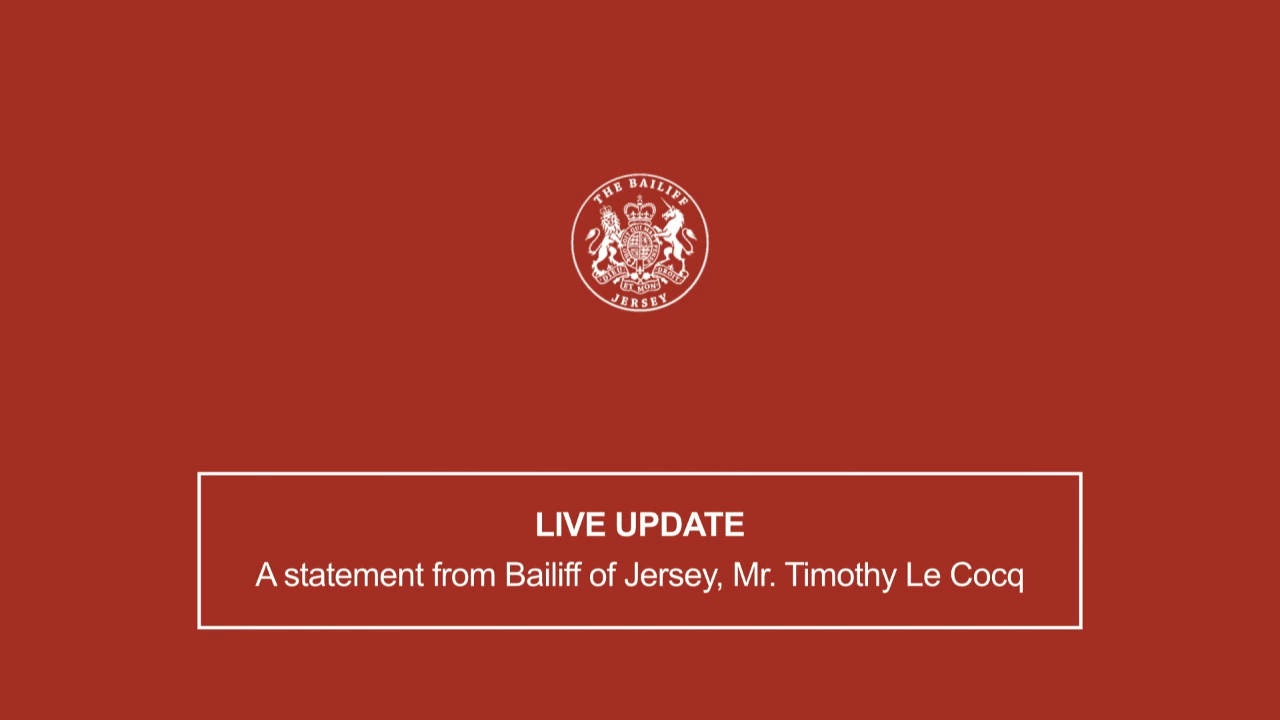 THE BAILIFF
DIEU ET MON DROIT
JERSEY
LIVE UPDATE
A statement from Bailiff of Jersey, Mr. Timothy Le Cocq